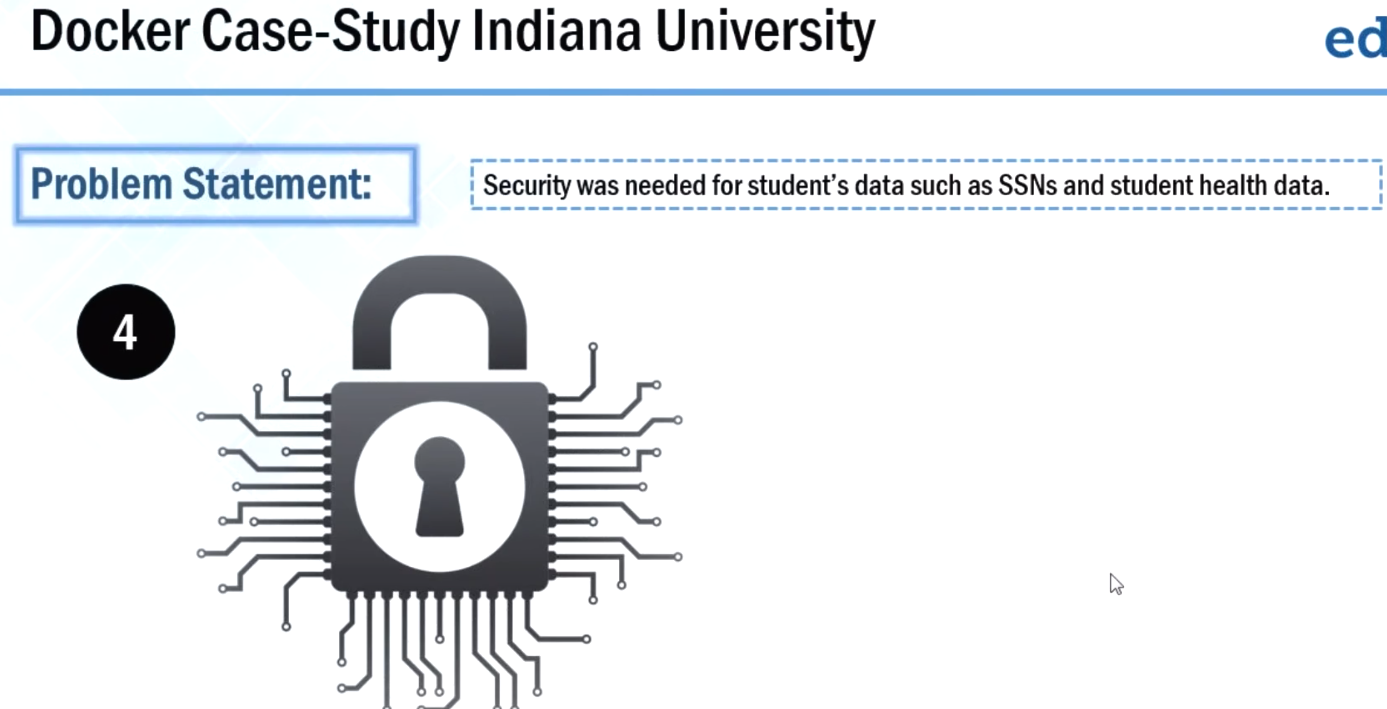 Docker Case-Study Indiana University
ed
Problem Statement:
Security was needed for student's data such as SSNs and student health data.
4